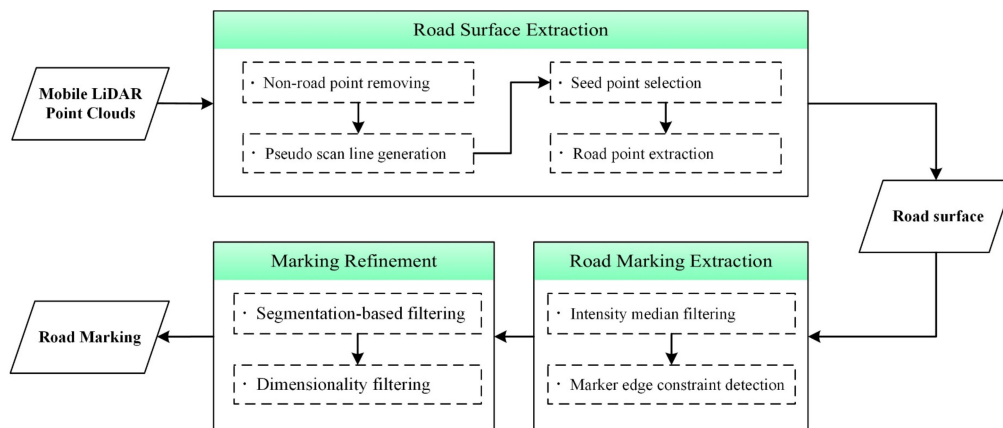 Road Surface Extraction
Mobile LiDAR
Point Clouds
· Non-road point removing
· Pseudo scan line generation
· Seed point selection
· Road point extraction
Road surface
Road Marking Extraction
· Intensity median filtering
· Marker edge constraint detection
Marking Refinement
· Segmentation-based filtering
· Dimensionality filtering
Road Marking